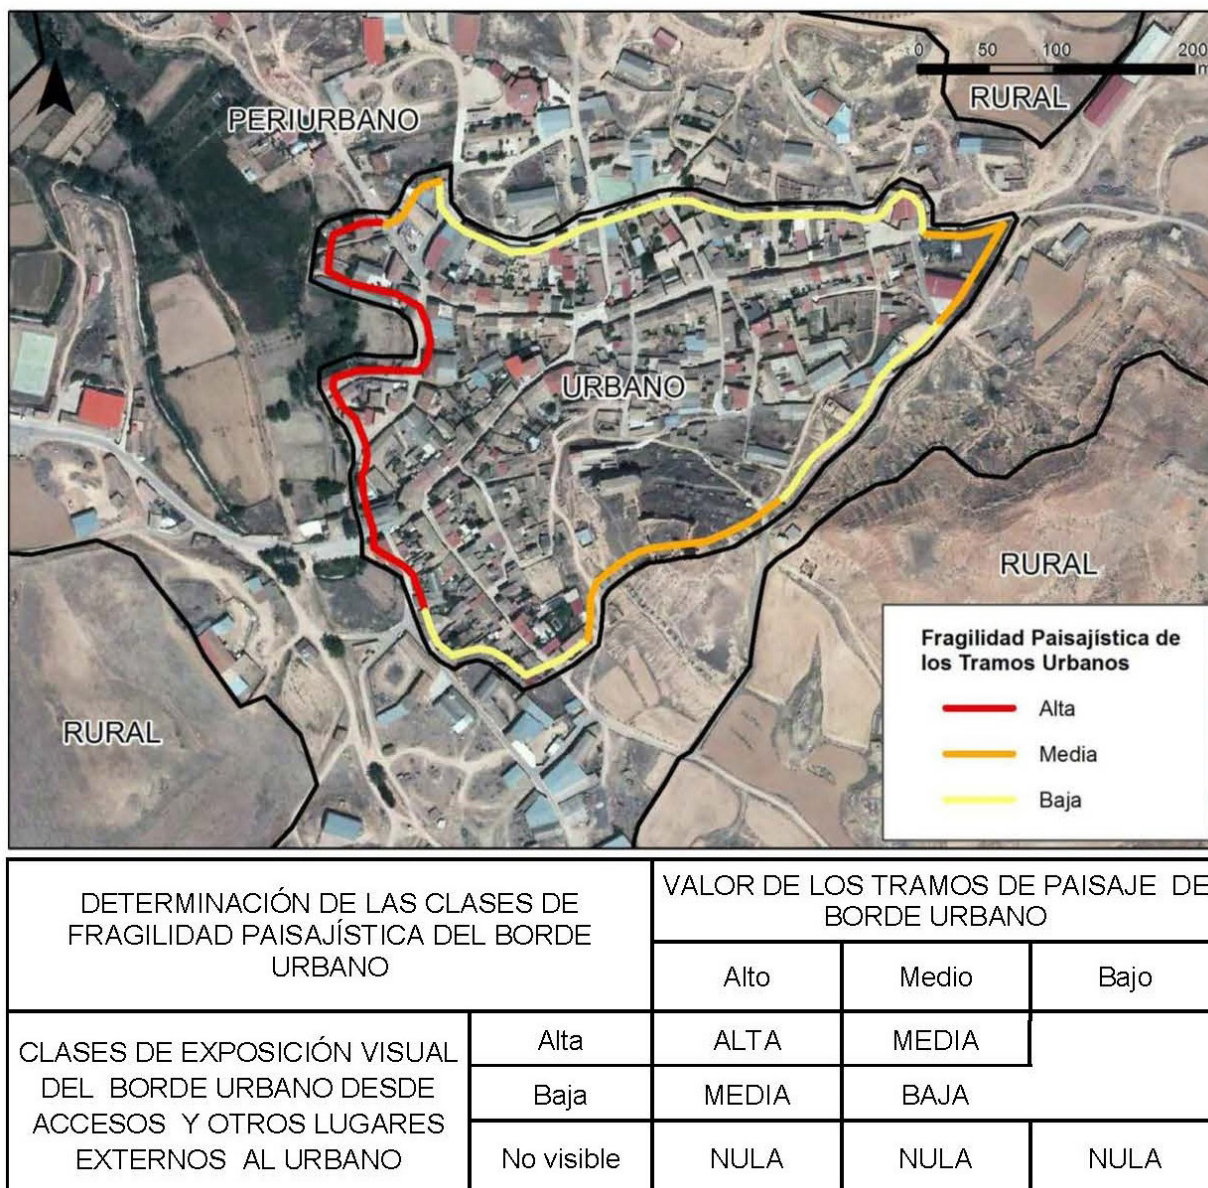 0 50 100 200
m
PERIURBANO
RURAL
URBANO
RURAL
RURAL
Fragilidad Paisajística de
los Tramos Urbanos
Alta
Media
Baja
DETERMINACIÓN DE LAS CLASES DE
FRAGILIDAD PAISAJÍSTICA DEL BORDE
URBANO
VALOR DE LOS TRAMOS DE PAISAJE DE
BORDE URBANO
Alto Medio Bajo
CLASES DE EXPOSICIÓN VISUAL
DEL BORDE URBANO DESDE
ACCESOS Y OTROS LUGARES
EXTERNOS AL URBANO
Alta ALTA MEDIA
Baja MEDIA BAJA
No visible NULA NULA NULA